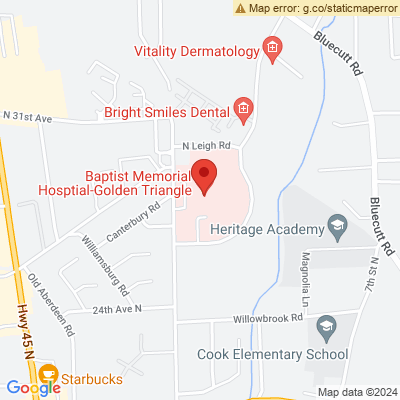 Map error: g.co/staticmaperror
Bluecutt Rd
Vitality Dermatology
Bright Smiles Dental
N 31st Ave
N Leigh Rd
Baptist Memorial
Hosptial-Golden Triangle
Canterbury Rd
Williamsburg Rd
Old Aberdeen Rd
Hwy 45 N
Heritage Academy
Bluecutt Rd
Magnolia Ln
7th St N
24th Ave N
Willowbrook Rd
Cook Elementary School
Starbucks
Google
Map data ©2024